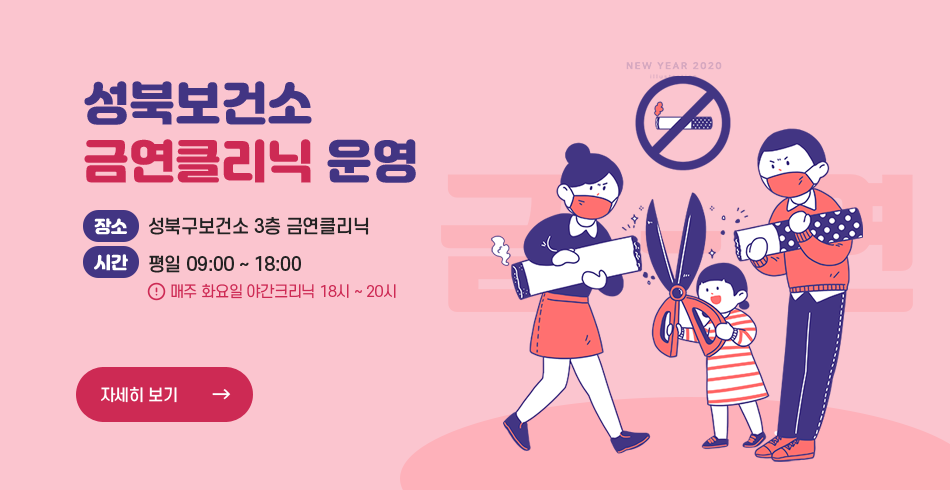 성북보건소
금연클리닉 운영
장소 성북구보건소 3층 금연클리닉
시간 평일 09:00 ~ 18:00
매주 화요일 야간크리닉 18시 ~ 20시
자세히 보기
NEW YEAR 2020
금연